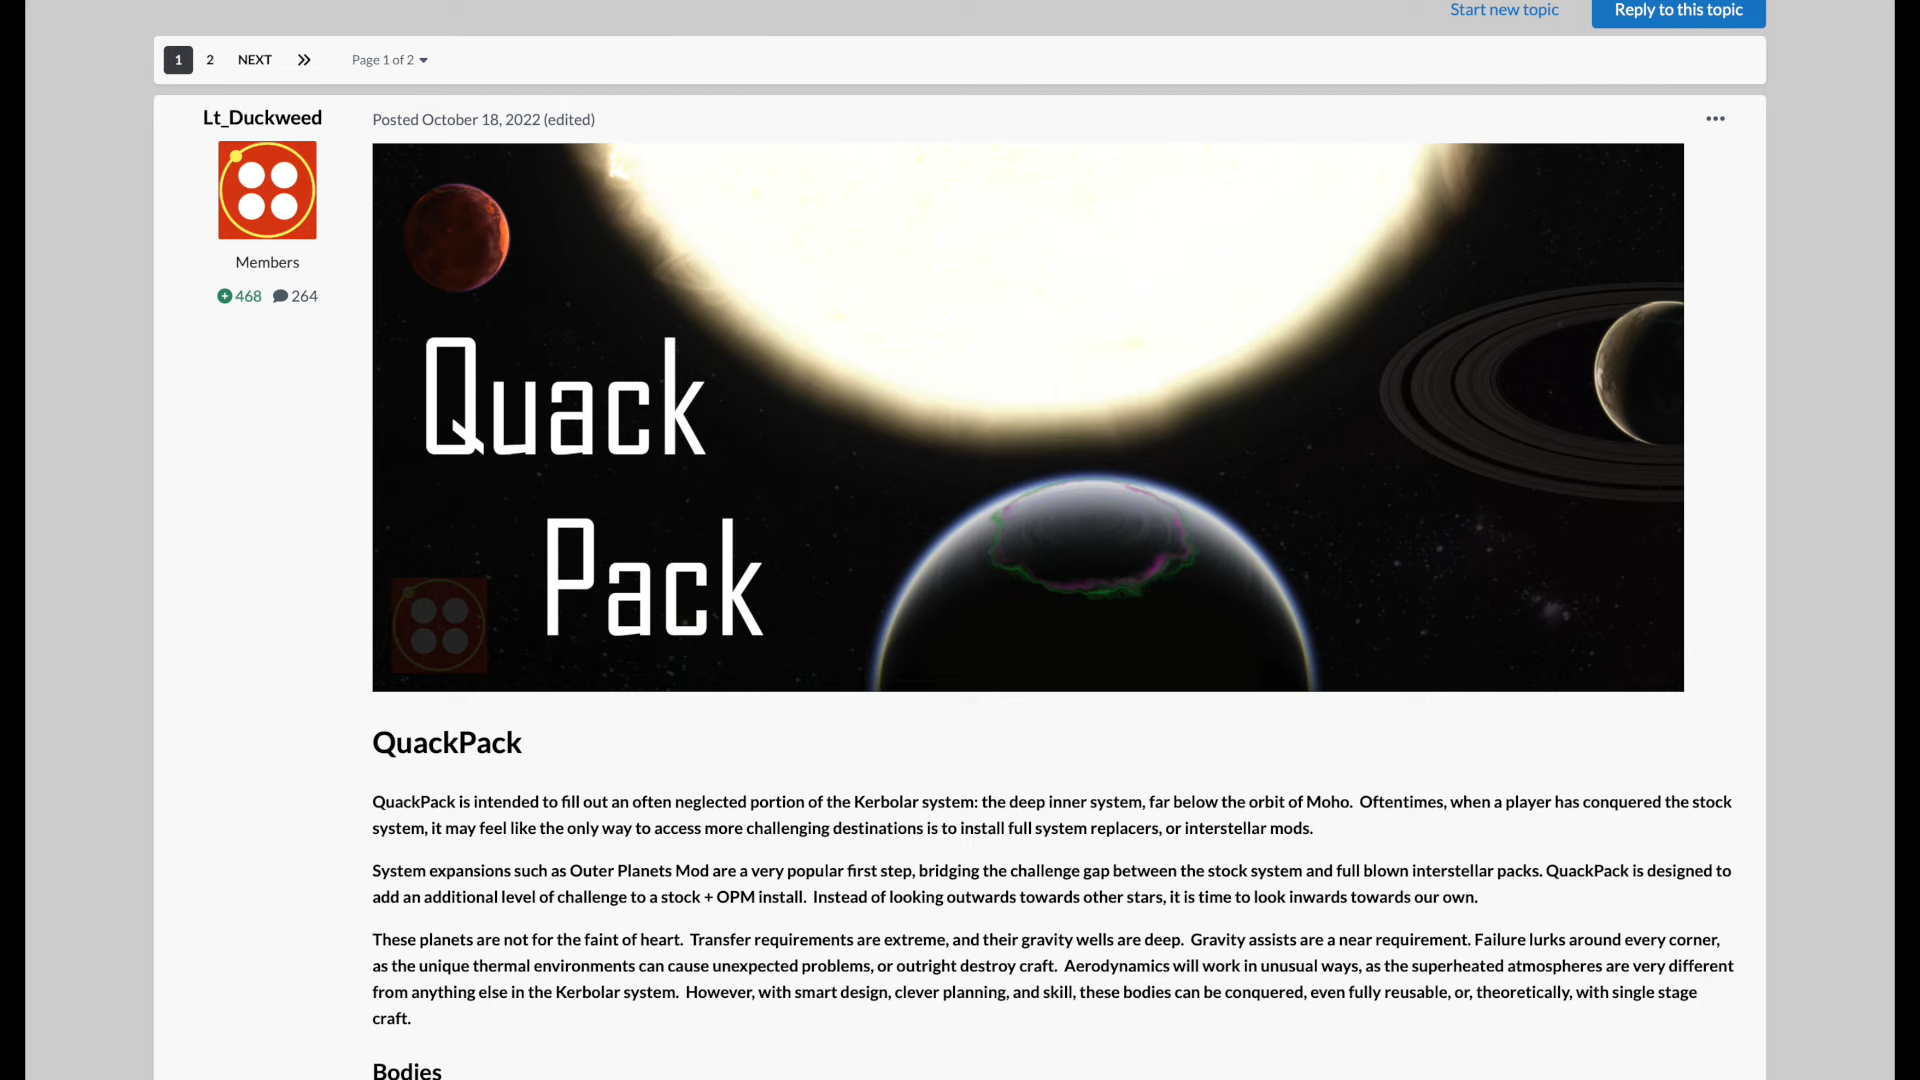 Start new topic
Reply to this topic
1 2 NEXT Page 1 of 2
Lt_Duckweed
Posted October 18, 2022 (edited)
Members
468 264
Quack
Pack
QuackPack
QuackPack is intended to fill out an often neglected portion of the Kerbolar system: the deep inner system, far below the orbit of Moho. Oftentimes, when a player has conquered the stock
system, it may feel like the only way to access more challenging destinations is to install full system replacers, or interstellar mods.
System expansions such as Outer Planets Mod are a very popular first step, bridging the challenge gap between the stock system and full blown interstellar packs. QuackPack is designed to
add an additional level of challenge to a stock + OPM install. Instead of looking outwards towards other stars, it is time to look inwards towards our own.
These planets are not for the faint of heart. Transfer requirements are extreme, and their gravity wells are deep. Gravity assists are a near requirement. Failure lurks around every corner,
as the unique thermal environments can cause unexpected problems, or outright destroy craft. Aerodynamics will work in unusual ways, as the superheated atmospheres are very different
from anything else in the Kerbolar system. However, with smart design, clever planning, and skill, these bodies can be conquered, even fully reusable, or, theoretically, with single stage
craft.
Bodies